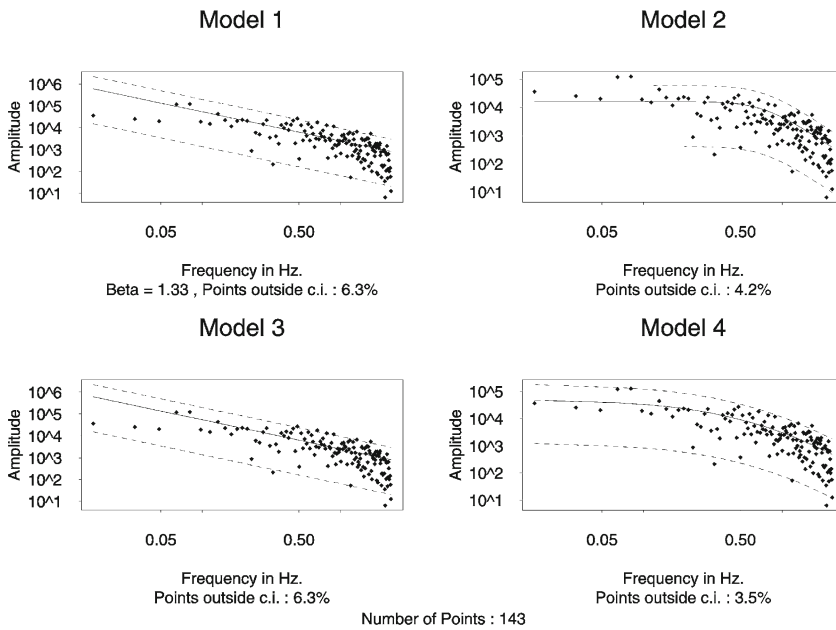 Model 1
Model 2
Amplitude
10^6
10^5
10^4
10^3
10^2
10^1
0.05
0.50
Frequency in Hz.
Beta = 1.33 , Points outside c.i. : 6.3%
Amplitude
10^5
10^4
10^3
10^2
10^1
0.05
0.50
Frequency in Hz.
Points outside c.i. : 4.2%
Model 3
Model 4
Amplitude
10^6
10^5
10^4
10^3
10^2
10^1
0.05
0.50
Frequency in Hz.
Points outside c.i. : 6.3%
Amplitude
10^5
10^4
10^3
10^2
10^1
0.05
0.50
Frequency in Hz.
Points outside c.i. : 3.5%
Number of Points : 143